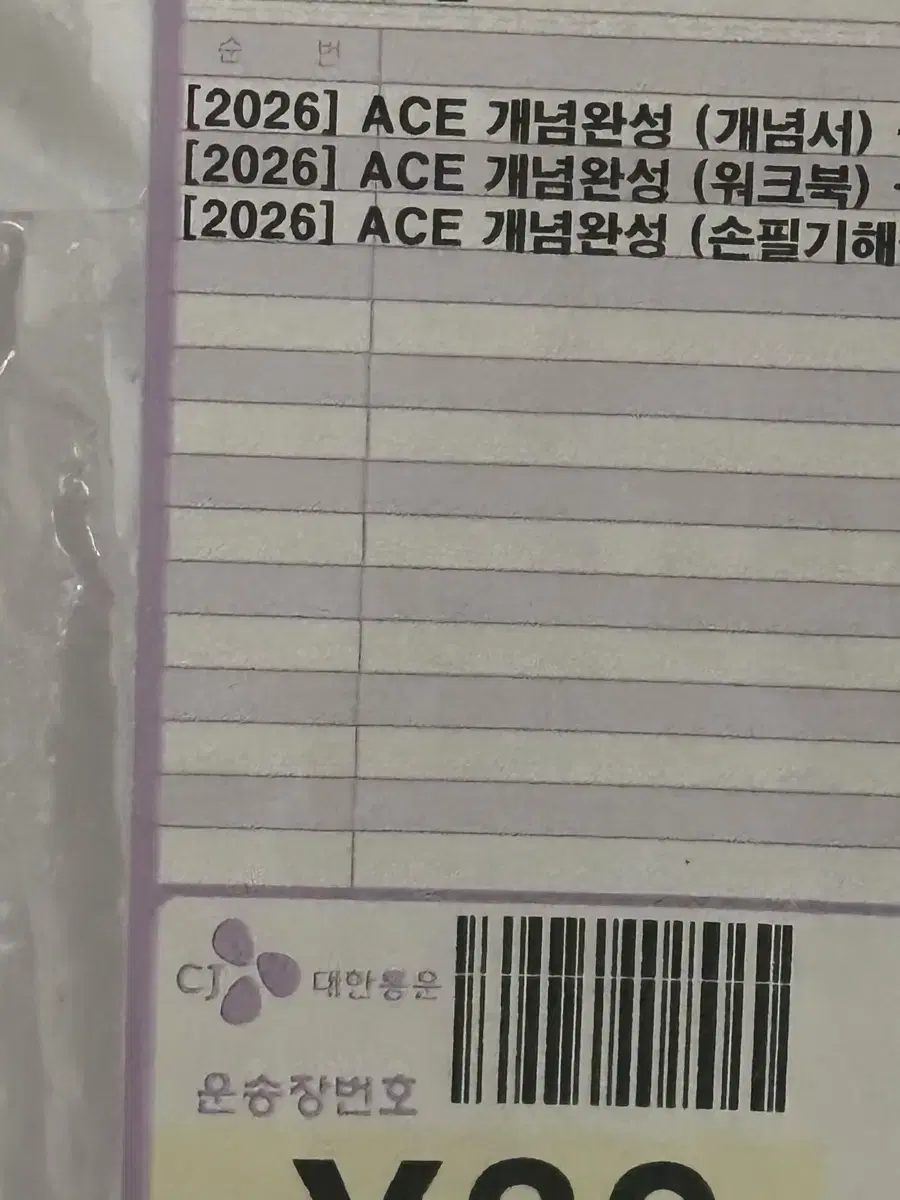 순 번
[2026] ACE 개념완성 (개념서)
[2026] ACE 개념완성 (워크북)
[2026] ACE 개념완성 (손필기해
CJ 대한통운
운송장번호